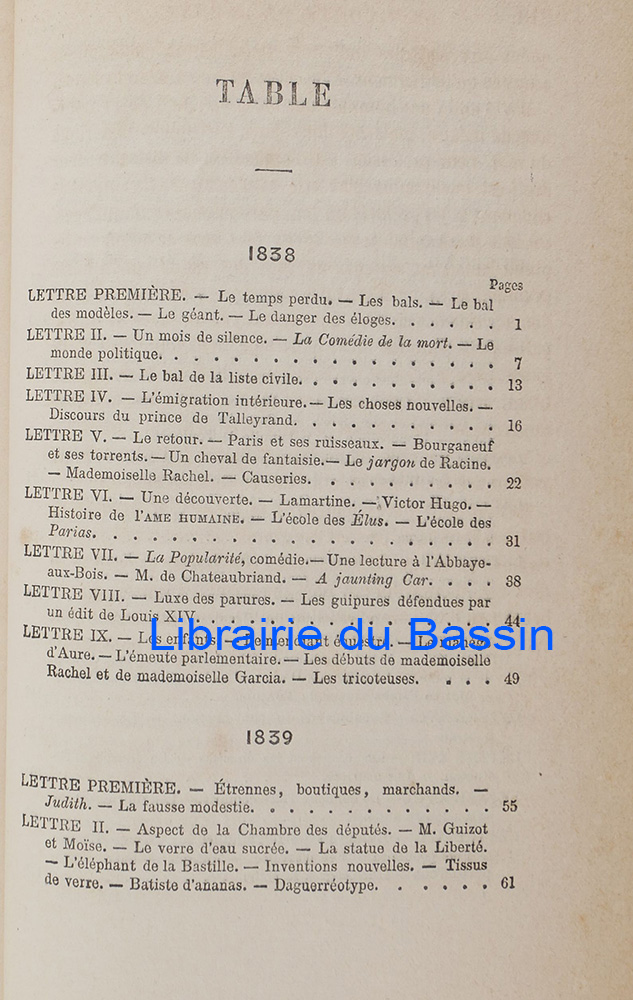 TABLE
1838
Pages
LETTRE PREMIÈRE. — Le temps perdu. — Les bals. — Le bal
des modèles. — Le géant. — Le danger des éloges. . . . . . 1
LETTRE II. — Un mois de silence. — La Comédie de la mort. — Le
monde politique. . . . . . . . . . . . . . . . . 7
LETTRE III. — Le bal de la liste civile. . . . . . . . . . 13
LETTRE IV. — L'émigration intérieure. — Les choses nouvelles. —
Discours du prince de Talleyrand. . . . . . . . . . 16
LETTRE V. — Le retour. — Paris et ses ruisseaux. — Bourganeuf
et ses torrents. — Un cheval de fantaisie. — Le jargon de Racine.
— Mademoiselle Rachel. — Causeries. . . . . . . . . 22
LETTRE VI. — Une découverte. — Lamartine. — Victor Hugo. —
Histoire de l'AME HUMAINE. — L'école des Élus. — L'école des
Parias. . . . . . . . . . . . . . . . . . . . 31
LETTRE VII. — La Popularité, comédie. — Une lecture à l'Abbaye-
aux-Bois. — M. de Chateaubriand. — A jaunting Car. . . . 38
LETTRE VIII. — Luxe des parures. — Les guipures défendues par
un édit de Louis XIV. . . . . . . . . . . . . . . 44
LETTRE IX. — Les enfants. — Le mendiant équestre. — Le manège
d'Aure. — L'émeute parlementaire. — Les débuts de mademoiselle
Rachel et de mademoiselle Garcia. — Les tricoteuses. . . . 49
Librairie du Bassin
1839
LETTRE PREMIÈRE. — Étrennes, boutiques, marchands. —
Judith. — La fausse modestie. . . . . . . . . . . . . 55
LETTRE II. — Aspect de la Chambre des députés. — M. Guizot
et Moïse. — Le verre d'eau sucrée. — La statue de la Liberté.
— L'éléphant de la Bastille. — Inventions nouvelles. — Tissus
de verre. — Batiste d'ananas. — Daguerréotype. . . . . . 61